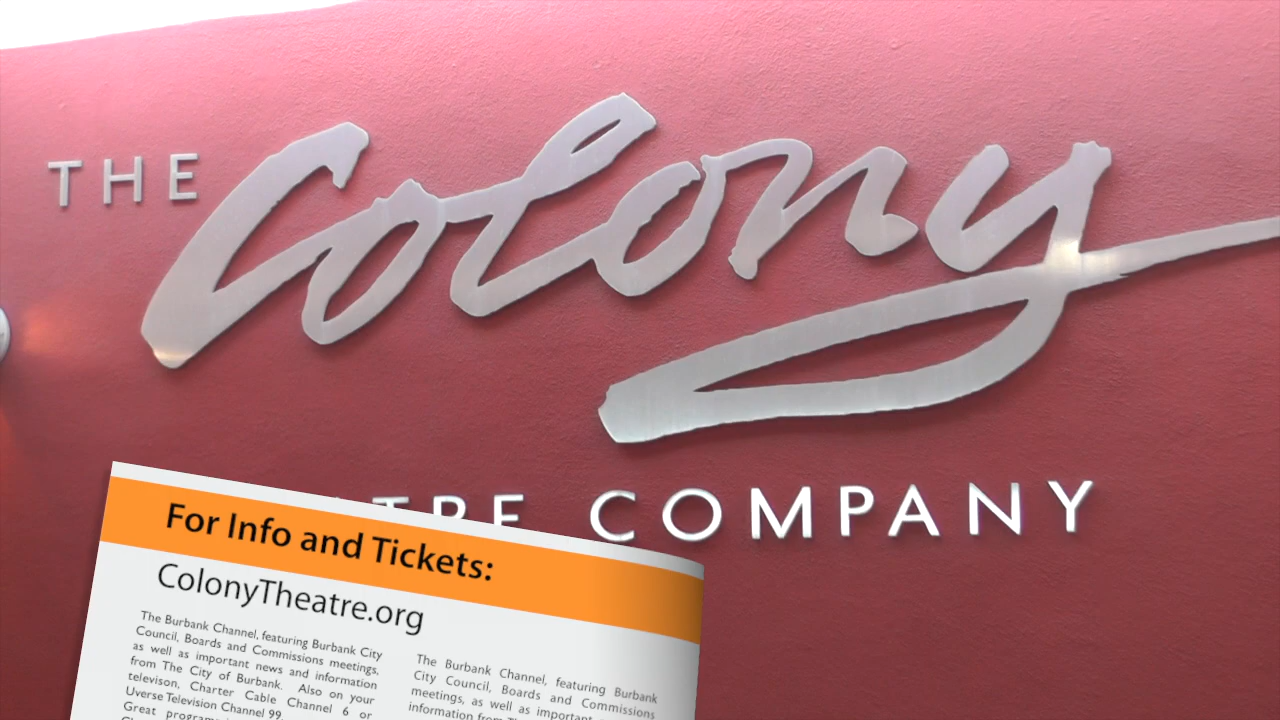 THE Colony
COMPANY
For Info and Tickets:
ColonyTheatre.org
The Burbank Channel, featuring Burbank City
Council, Boards and Commissions meetings,
as well as important news and information
from The City of Burbank. Also on your
televison, Charter Cable Channel 6 or
Uverse Television Channel 99.
Great
The Burbank Channel, featuring Burbank
City Council, Boards and Commissions
meetings, as well as important
information from